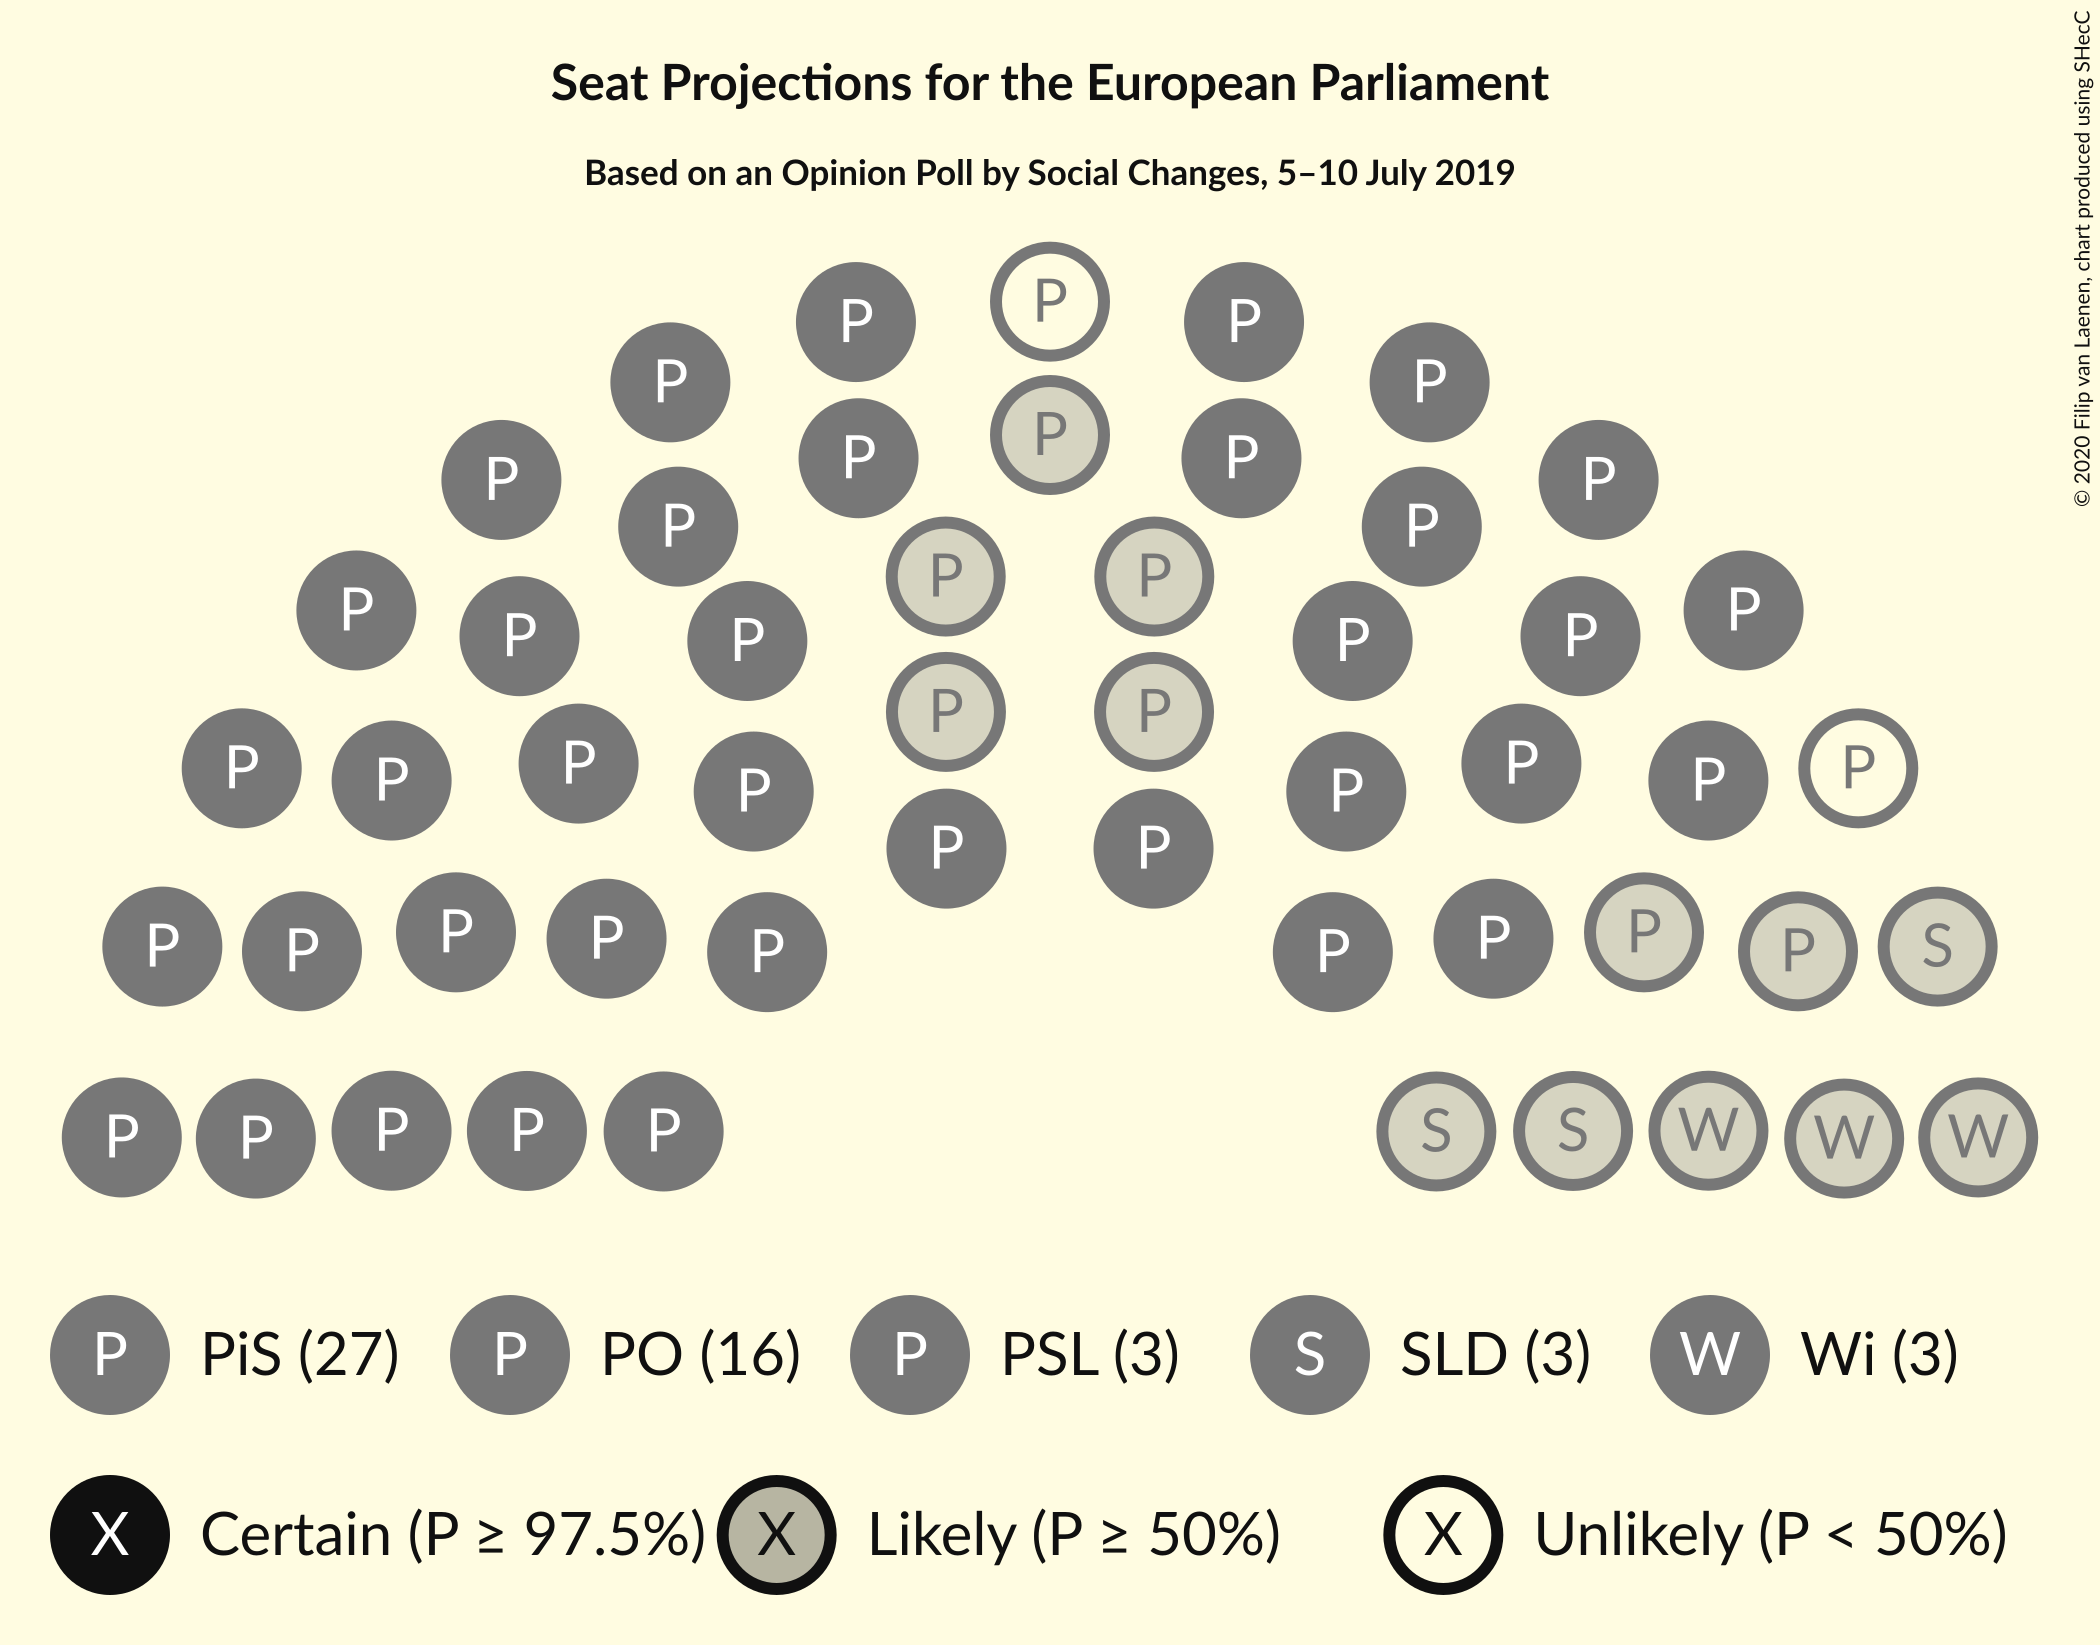 Seat Projections for the European Parliament
Based on an Opinion Poll by Social Changes, 5–10 July 2019
© 2020 Filip van Laenen, chart produced using SHecC
P
P P
P P
P
P P
P P
P P
P P
P P
P P
P P
P P
P P
P P
P P P P
P P P P
P P
P P P P
P P P S
P P P P
P P
P P P P P S S W W W
P PiS (27) P PO (16) P PSL (3) S SLD (3) W Wi (3)
X Certain (P ≥ 97.5%) X Likely (P ≥ 50%) X Unlikely (P < 50%)